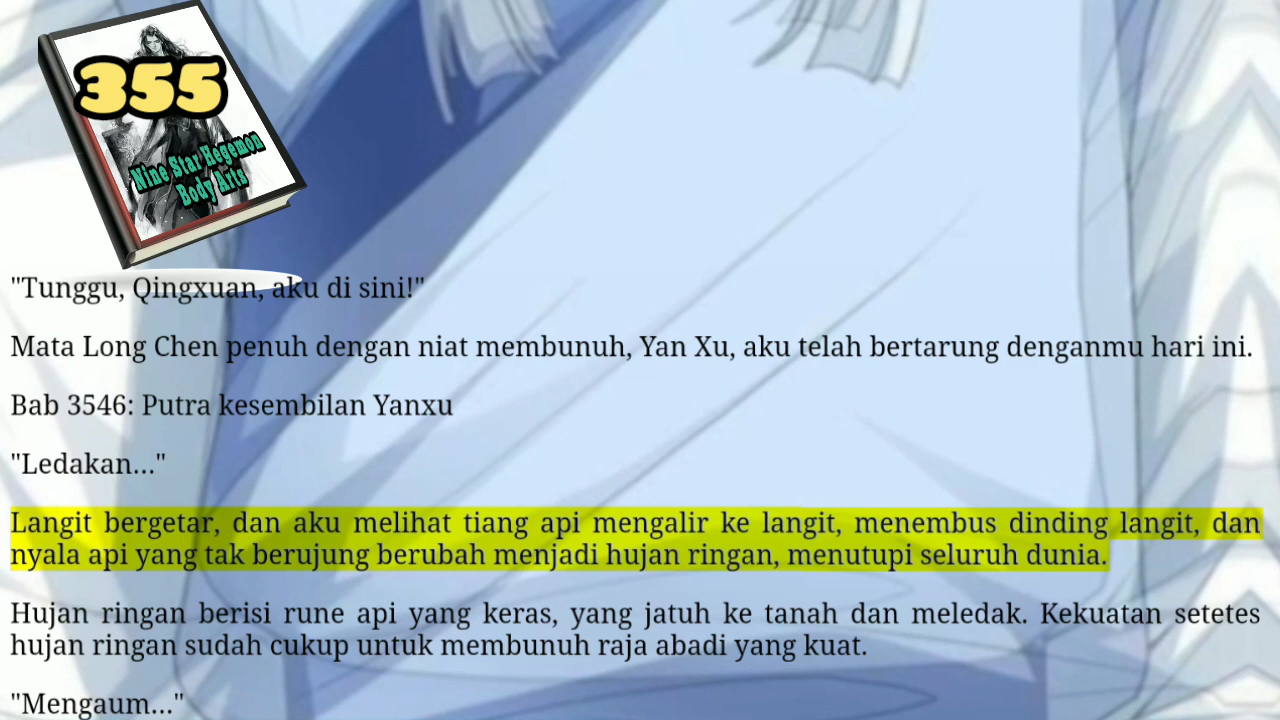 355
Nine Star Hegemon
Body Arts
"Tunggu, Qingxuan, aku di sini!"
Mata Long Chen penuh dengan niat membunuh, Yan Xu, aku telah bertarung denganmu hari ini.
Bab 3546: Putra kesembilan Yanxu
"Ledakan..."
Langit bergetar, dan aku melihat tiang api mengalir ke langit, menembus dinding langit, dan
nyala api yang tak berujung berubah menjadi hujan ringan, menutupi seluruh dunia.
Hujan ringan berisi rune api yang keras, yang jatuh ke tanah dan meledak. Kekuatan setetes
hujan ringan sudah cukup untuk membunuh raja abadi yang kuat.
"Mengaum..."